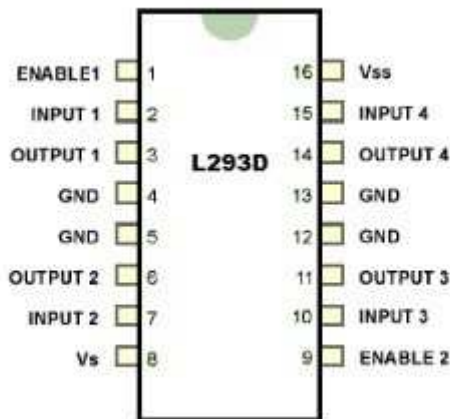 ENABLE1 1 16 Vss
INPUT 1 2 15 INPUT 4
OUTPUT 1 3 14 OUTPUT 4
L293D
GND 4 13 GND
GND 5 12 GND
OUTPUT 2 6 11 OUTPUT 3
INPUT 2 7 10 INPUT 3
Vs 8 9 ENABLE 2